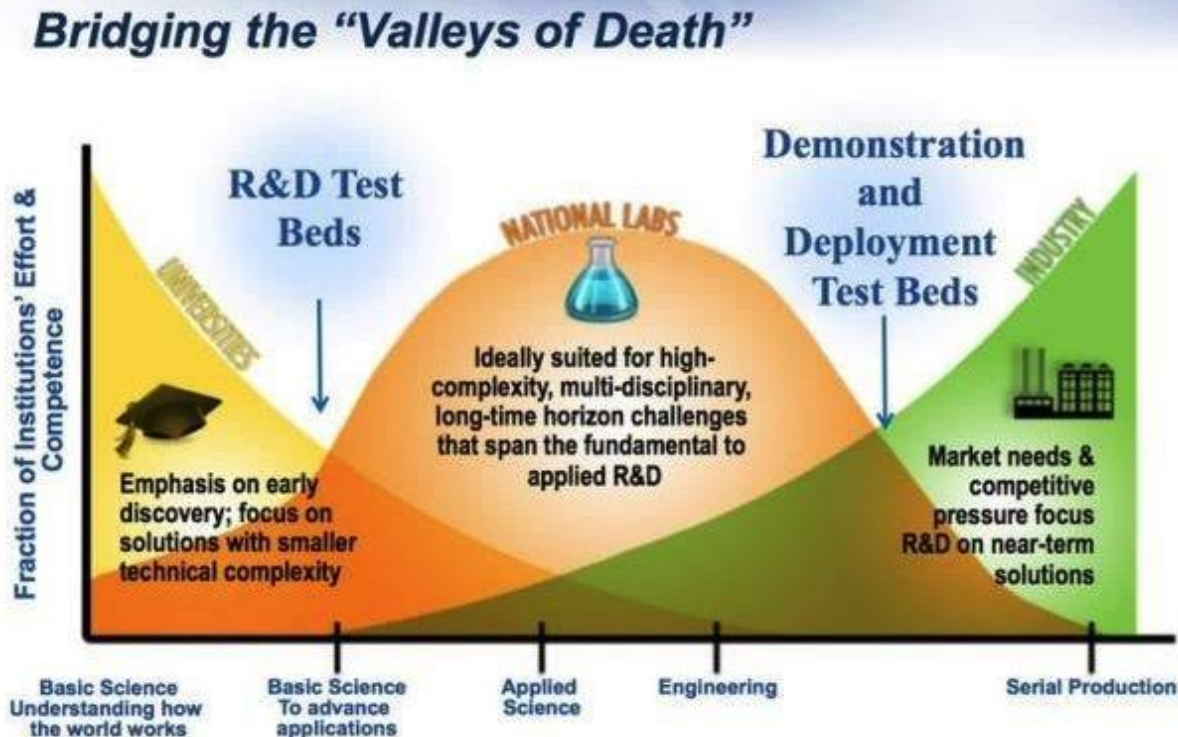 Bridging the “Valleys of Death”
Fraction of Institutions’ Effort &
Competence
R&D Test
Beds
Demonstration
and
Deployment
Test Beds
UNIVERSITIES
NATIONAL LABS
INDUSTRY
Emphasis on early
discovery; focus on
solutions with smaller
technical complexity
Ideally suited for high-
complexity, multi-disciplinary,
long-time horizon challenges
that span the fundamental to
applied R&D
Market needs &
competitive
pressure focus
R&D on near-term
solutions
Basic Science
Understanding how
the world works
Basic Science
To advance
applications
Applied
Science
Engineering
Serial Production